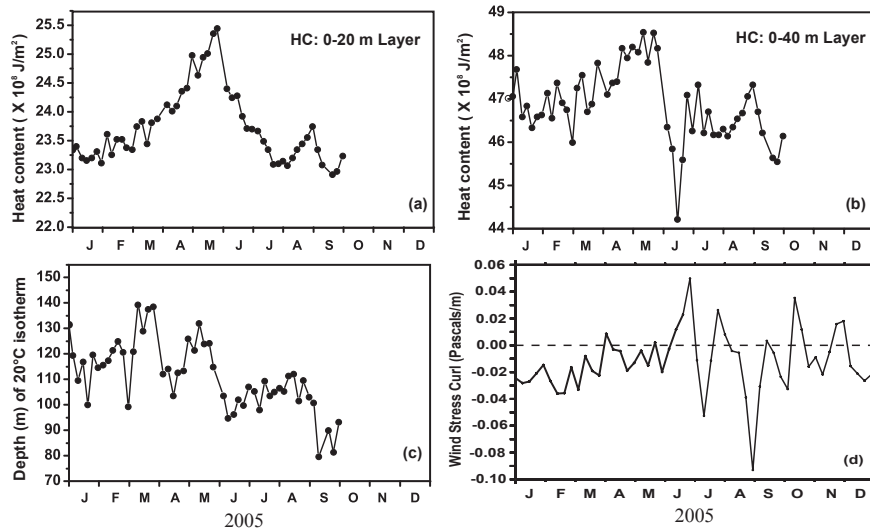 HC: 0-20 m Layer
Heat content ( X 10⁸ J/m²)
25.5
25.0
24.5
24.0
23.5
23.0
22.5
22.0
(a)
J F M A M J J A S O N D
HC: 0-40 m Layer
Heat content ( X 10⁸ J/m²)
49
48
47
46
45
44
(b)
J F M A M J J A S O N D
Depth (m) of 20°C isotherm
150
140
130
120
110
100
90
80
70
(c)
J F M A M J J A S O N D
2005
Wind Stress Curl (Pascals/m)
0.06
0.04
0.02
0.00
-0.02
-0.04
-0.06
-0.08
-0.10
(d)
J F M A M J J A S O N D
2005